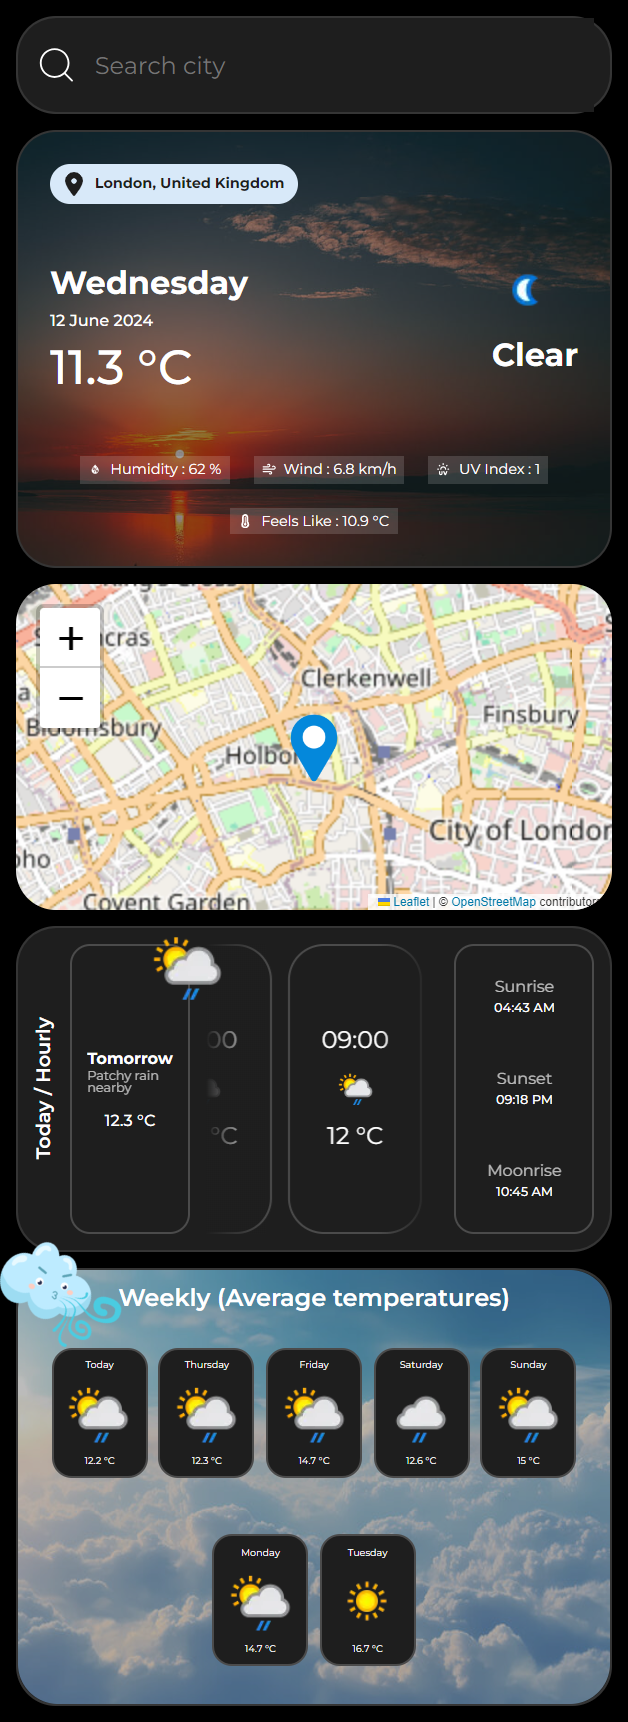 Search city
London, United Kingdom
Wednesday
12 June 2024
11.3 °C
Clear
Humidity : 62 %
Wind : 6.8 km/h
UV Index : 1
Feels Like : 10.9 °C
+
−
Clerkenwell
Finsbury
City of London
Covent Garden
Leaflet | © OpenStreetMap contributors
Today / Hourly
Tomorrow
Patchy rain
nearby
12.3 °C
00
°C
09:00
12 °C
Sunrise
04:43 AM
Sunset
09:18 PM
Moonrise
10:45 AM
Weekly (Average temperatures)
Today
12.2 °C
Thursday
12.3 °C
Friday
14.7 °C
Saturday
12.6 °C
Sunday
15 °C
Monday
14.7 °C
Tuesday
16.7 °C